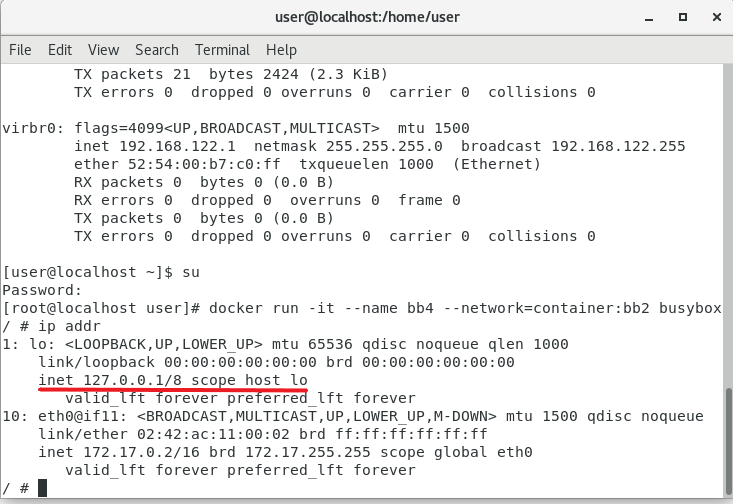 user@localhost:/home/user
File Edit View Search Terminal Help
        TX packets 21  bytes 2424 (2.3 KiB)
        TX errors 0  dropped 0 overruns 0  carrier 0  collisions 0
virbr0: flags=4099<UP,BROADCAST,MULTICAST>  mtu 1500
        inet 192.168.122.1  netmask 255.255.255.0  broadcast 192.168.122.255
        ether 52:54:00:b7:c0:ff  txqueuelen 1000  (Ethernet)
        RX packets 0  bytes 0 (0.0 B)
        RX errors 0  dropped 0  overruns 0  frame 0
        TX packets 0  bytes 0 (0.0 B)
        TX errors 0  dropped 0 overruns 0  carrier 0  collisions 0
[user@localhost ~]$ su
Password:
[root@localhost user]# docker run -it --name bb4 --network=container:bb2 busybox
/ # ip addr
1: lo: <LOOPBACK,UP,LOWER_UP> mtu 65536 qdisc noqueue qlen 1000
    link/loopback 00:00:00:00:00:00 brd 00:00:00:00:00:00
    inet 127.0.0.1/8 scope host lo
       valid_lft forever preferred_lft forever
10: eth0@if11: <BROADCAST,MULTICAST,UP,LOWER_UP,M-DOWN> mtu 1500 qdisc noqueue
    link/ether 02:42:ac:11:00:02 brd ff:ff:ff:ff:ff:ff
    inet 172.17.0.2/16 brd 172.17.255.255 scope global eth0
       valid_lft forever preferred_lft forever
/ #